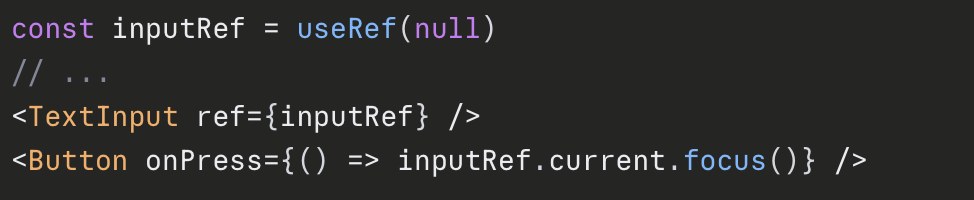 const inputRef = useRef(null)
// ...
<TextInput ref={inputRef} />
<Button onPress={() => inputRef.current.focus()} />